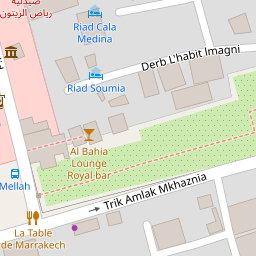 صيدلية
رياض الزيتون
Riad Cala
Medina
Derb L'habit Imagni
Riad Soumia
Al Bahia
Lounge
Royal bar
Mellah
Trik Amlak Mkhaznia
La Table
de Marrakech